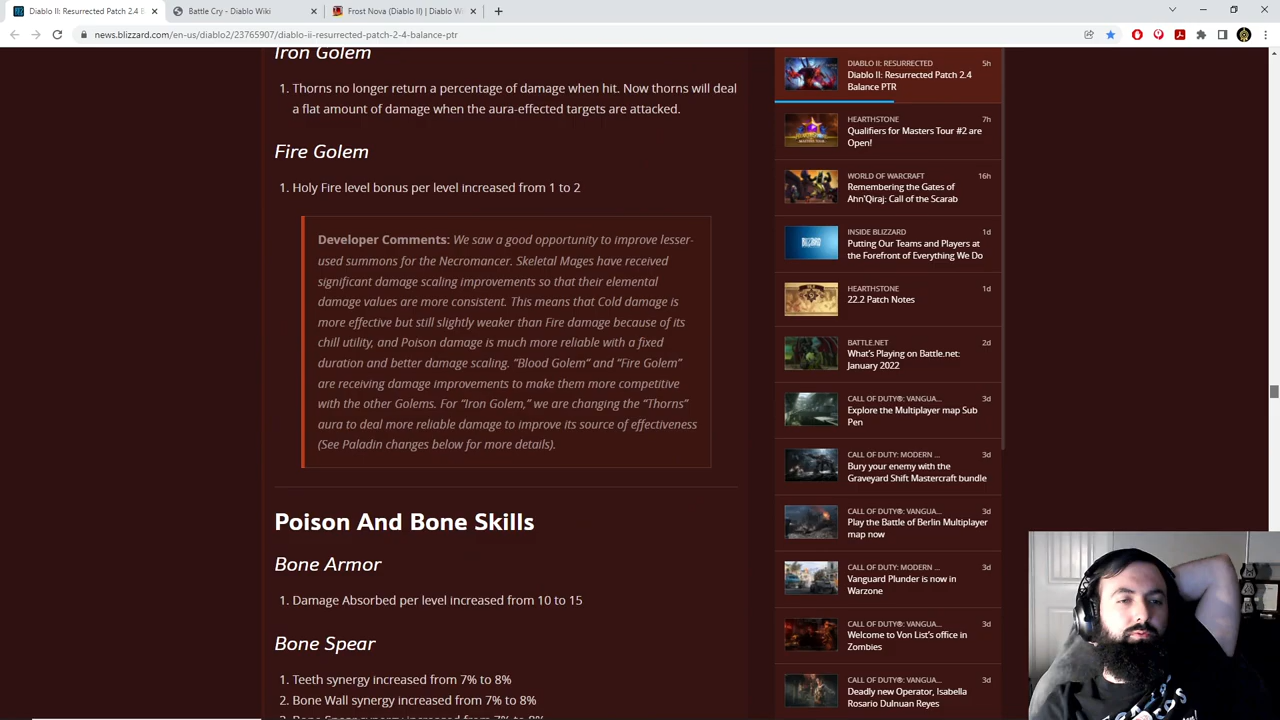 Diablo II: Resurrected Patch 2.4 B
Battle Cry - Diablo Wiki
Frost Nova (Diablo II) | Diablo W
news.blizzard.com/en-us/diablo2/23765907/diablo-ii-resurrected-patch-2-4-balance-ptr
Iron Golem
1. Thorns no longer return a percentage of damage when hit. Now thorns will deal
a flat amount of damage when the aura-effected targets are attacked.
Fire Golem
1. Holy Fire level bonus per level increased from 1 to 2
Developer Comments: We saw a good opportunity to improve lesser-
used summons for the Necromancer. Skeletal Mages have received
significant damage scaling improvements so that their elemental
damage values are more consistent. This means that Cold damage is
more effective but still slightly weaker than Fire damage because of its
chill utility, and Poison damage is much more reliable with a fixed
duration and better damage scaling. “Blood Golem” and “Fire Golem”
are receiving damage improvements to make them more competitive
with the other Golems. For “Iron Golem,” we are changing the “Thorns”
aura to deal more reliable damage to improve its source of effectiveness
(See Paladin changes below for more details).
Poison And Bone Skills
Bone Armor
1. Damage Absorbed per level increased from 10 to 15
Bone Spear
1. Teeth synergy increased from 7% to 8%
2. Bone Wall synergy increased from 7% to 8%
3. Bone Spear synergy increased from 7% to 8%
DIABLO II: RESURRECTED 5h
Diablo II: Resurrected Patch 2.4
Balance PTR
HEARTHSTONE 7h
Qualifiers for Masters Tour #2 are
Open!
WORLD OF WARCRAFT 16h
Remembering the Gates of
Ahn'Qiraj: Call of the Scarab
INSIDE BLIZZARD 1d
Putting Our Teams and Players at
the Forefront of Everything We Do
HEARTHSTONE 1d
22.2 Patch Notes
BATTLE.NET 2d
What's Playing on Battle.net:
January 2022
CALL OF DUTY®: VANGUA... 3d
Explore the Multiplayer map Sub
Pen
CALL OF DUTY: MODERN ... 3d
Bury your enemy with the
Graveyard Shift Mastercraft bundle
CALL OF DUTY®: VANGUA... 3d
Play the Battle of Berlin Multiplayer
map now
CALL OF DUTY: MODERN ... 3d
Vanguard Plunder is now in
Warzone
CALL OF DUTY®: VANGUA... 3d
Welcome to Von List's office in
Zombies
CALL OF DUTY®: VANGUA... 3d
Deadly new Operator, Isabella
Rosario Dulnuan Reyes